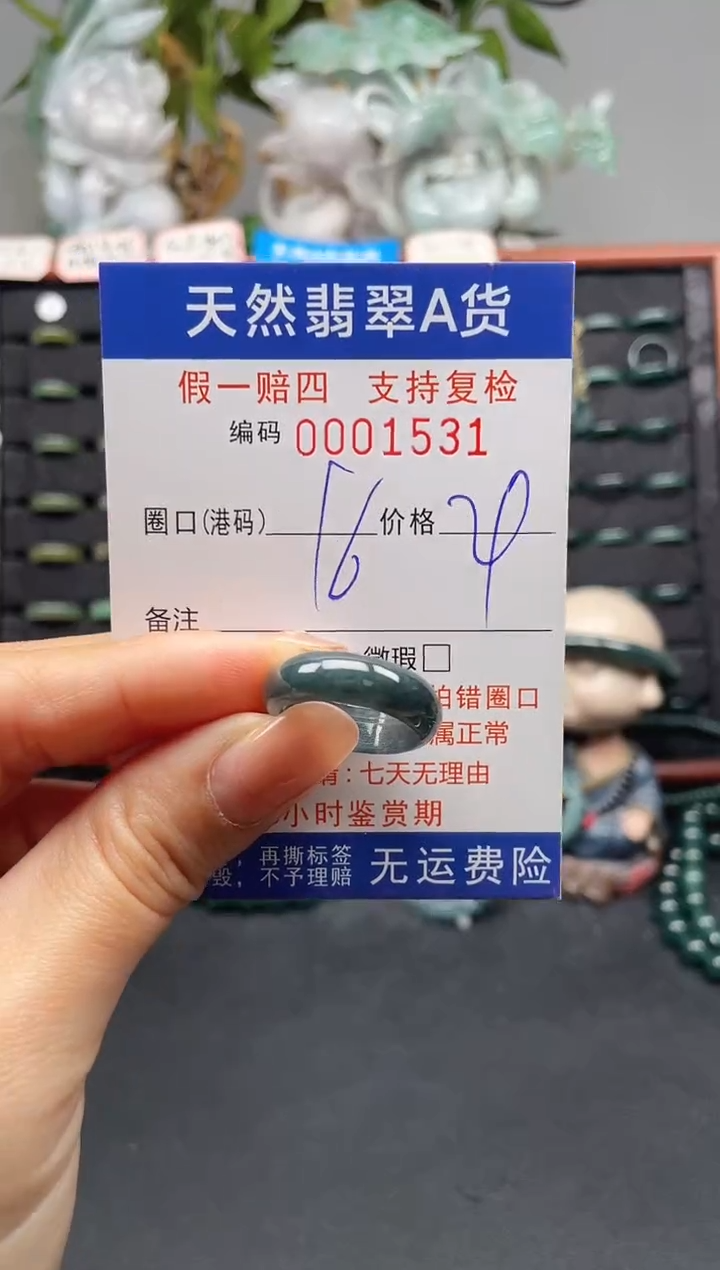 天然翡翠A货
假一赔四 支持复检
编码 0001531
圈口(港码) 16 价格
备注
微瑕□
拍错圈口
属正常
：七天无理由
小时鉴赏期
，再撕标签
毁，不予理赔
无运费险